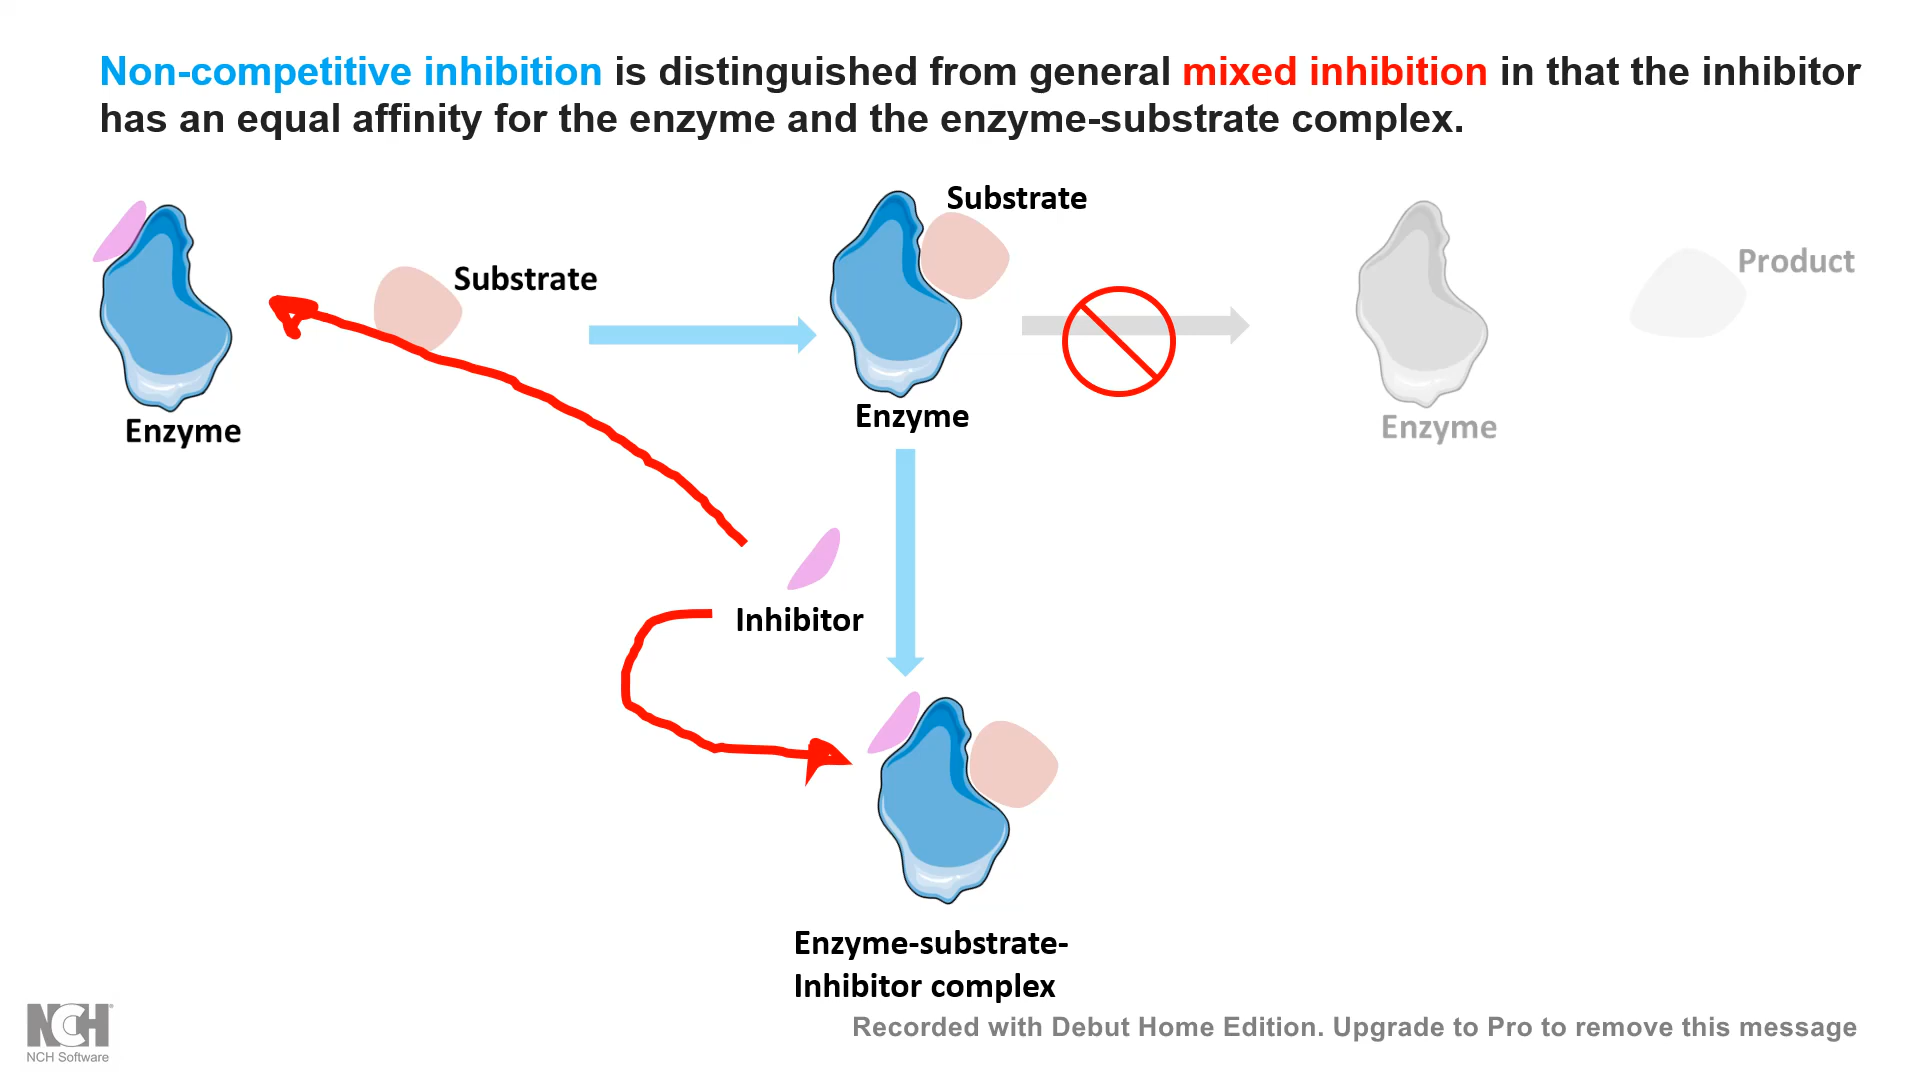 Non-competitive inhibition is distinguished from general mixed inhibition in that the inhibitor
has an equal affinity for the enzyme and the enzyme-substrate complex.
Substrate
Substrate
Product
Enzyme
Enzyme
Enzyme
Inhibitor
Enzyme-substrate-
Inhibitor complex
NCH®
NCH Software
Recorded with Debut Home Edition. Upgrade to Pro to remove this message